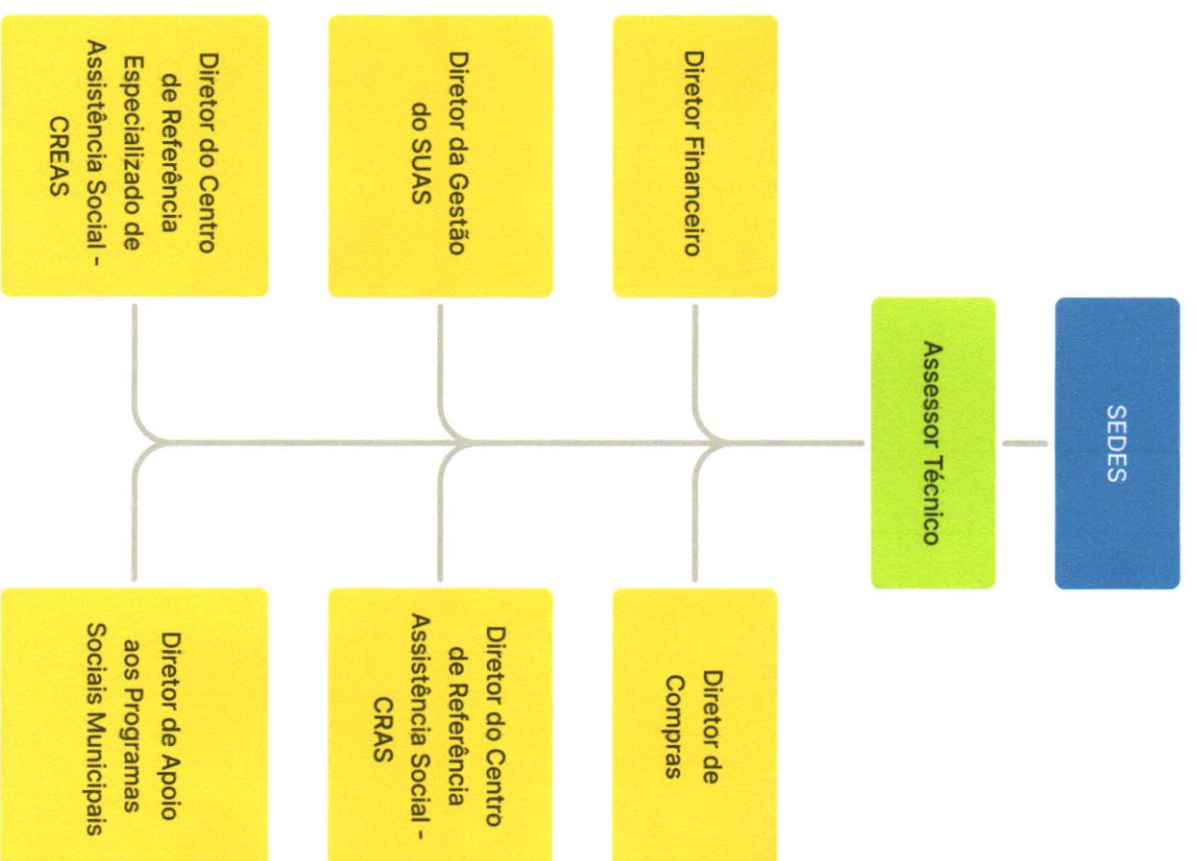 SEDES
Assessor Técnico
Diretor Financeiro
Diretor de
Compras
Diretor da Gestão
do SUAS
Diretor do Centro
de Referência
Assistência Social -
CRAS
Diretor do Centro
de Referência
Especializado de
Assistência Social -
CREAS
Diretor de Apoio
aos Programas
Sociais Municipais